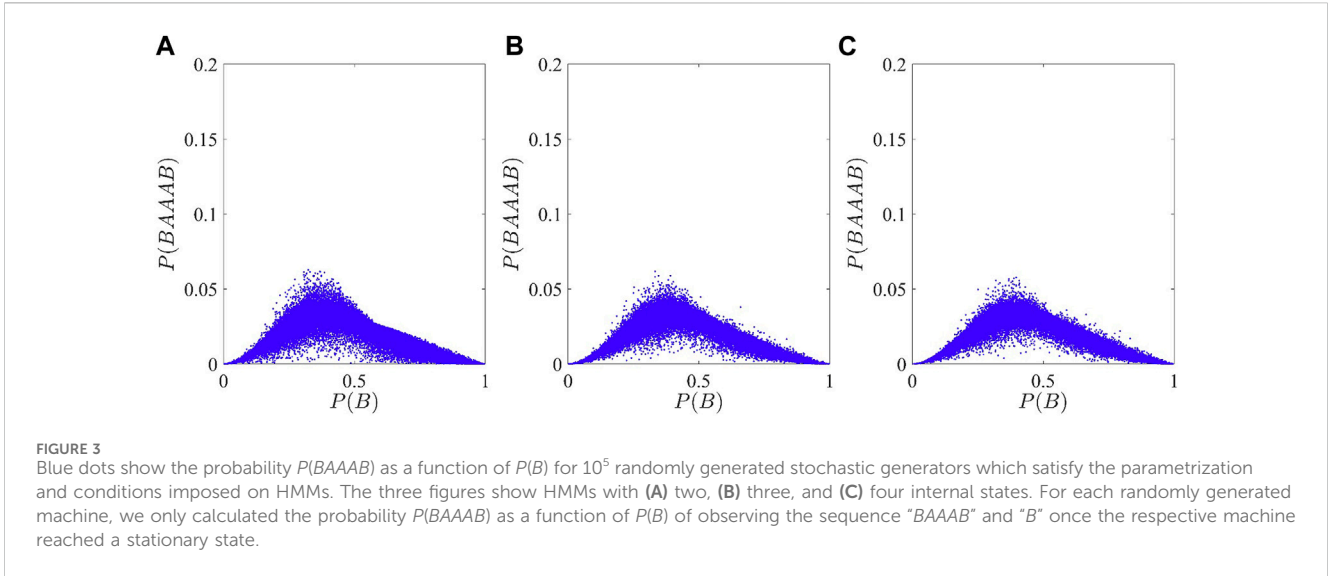 A
B
C
0.2
0.15
0.1
0.05
0
P(BAAAB)
0
0.5
1
P(B)
0.2
0.15
0.1
0.05
0
P(BAAAB)
0
0.5
1
P(B)
0.2
0.15
0.1
0.05
0
P(BAAAB)
0
0.5
1
P(B)
FIGURE 3
Blue dots show the probability P(BAAAB) as a function of P(B) for 10⁵ randomly generated stochastic generators which satisfy the parametrization
and conditions imposed on HMMs. The three figures show HMMs with (A) two, (B) three, and (C) four internal states. For each randomly generated
machine, we only calculated the probability P(BAAAB) as a function of P(B) of observing the sequence “BAAAB” and “B” once the respective machine
reached a stationary state.